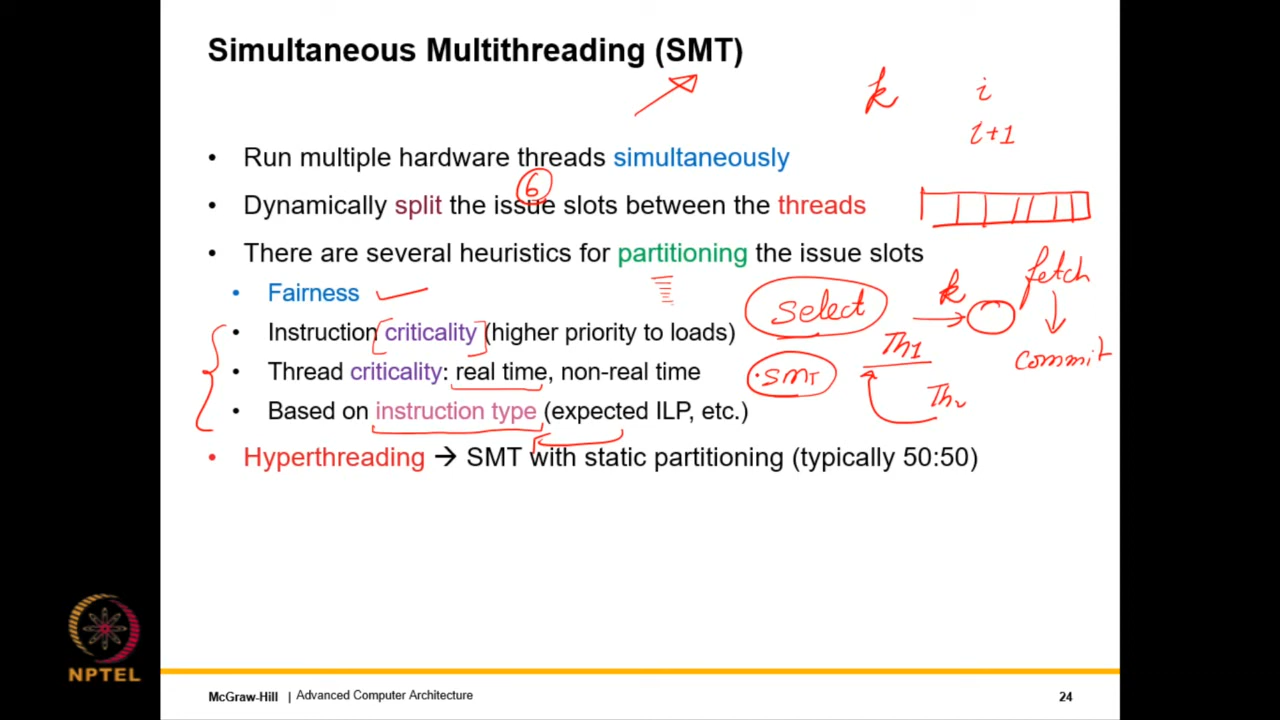 Simultaneous Multithreading (SMT)
k i
i+1
• Run multiple hardware threads simultaneously
6
• Dynamically split the issue slots between the threads
• There are several heuristics for partitioning the issue slots
• Fairness
select
k
fetch
• Instruction criticality (higher priority to loads)
Th1
commit
• Thread criticality: real time, non-real time
SMT
Th2
• Based on instruction type (expected ILP, etc.)
• Hyperthreading → SMT with static partitioning (typically 50:50)
NPTEL
McGraw-Hill | Advanced Computer Architecture
24